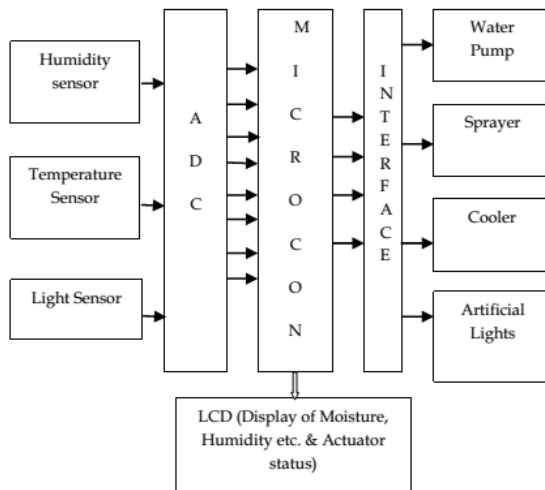 Humidity
sensor
Temperature
Sensor
Light Sensor
A
D
C
M
I
C
R
O
C
O
N
I
N
T
E
R
F
A
C
E
Water
Pump
Sprayer
Cooler
Artificial
Lights
LCD (Display of Moisture,
Humidity etc. & Actuator
status)